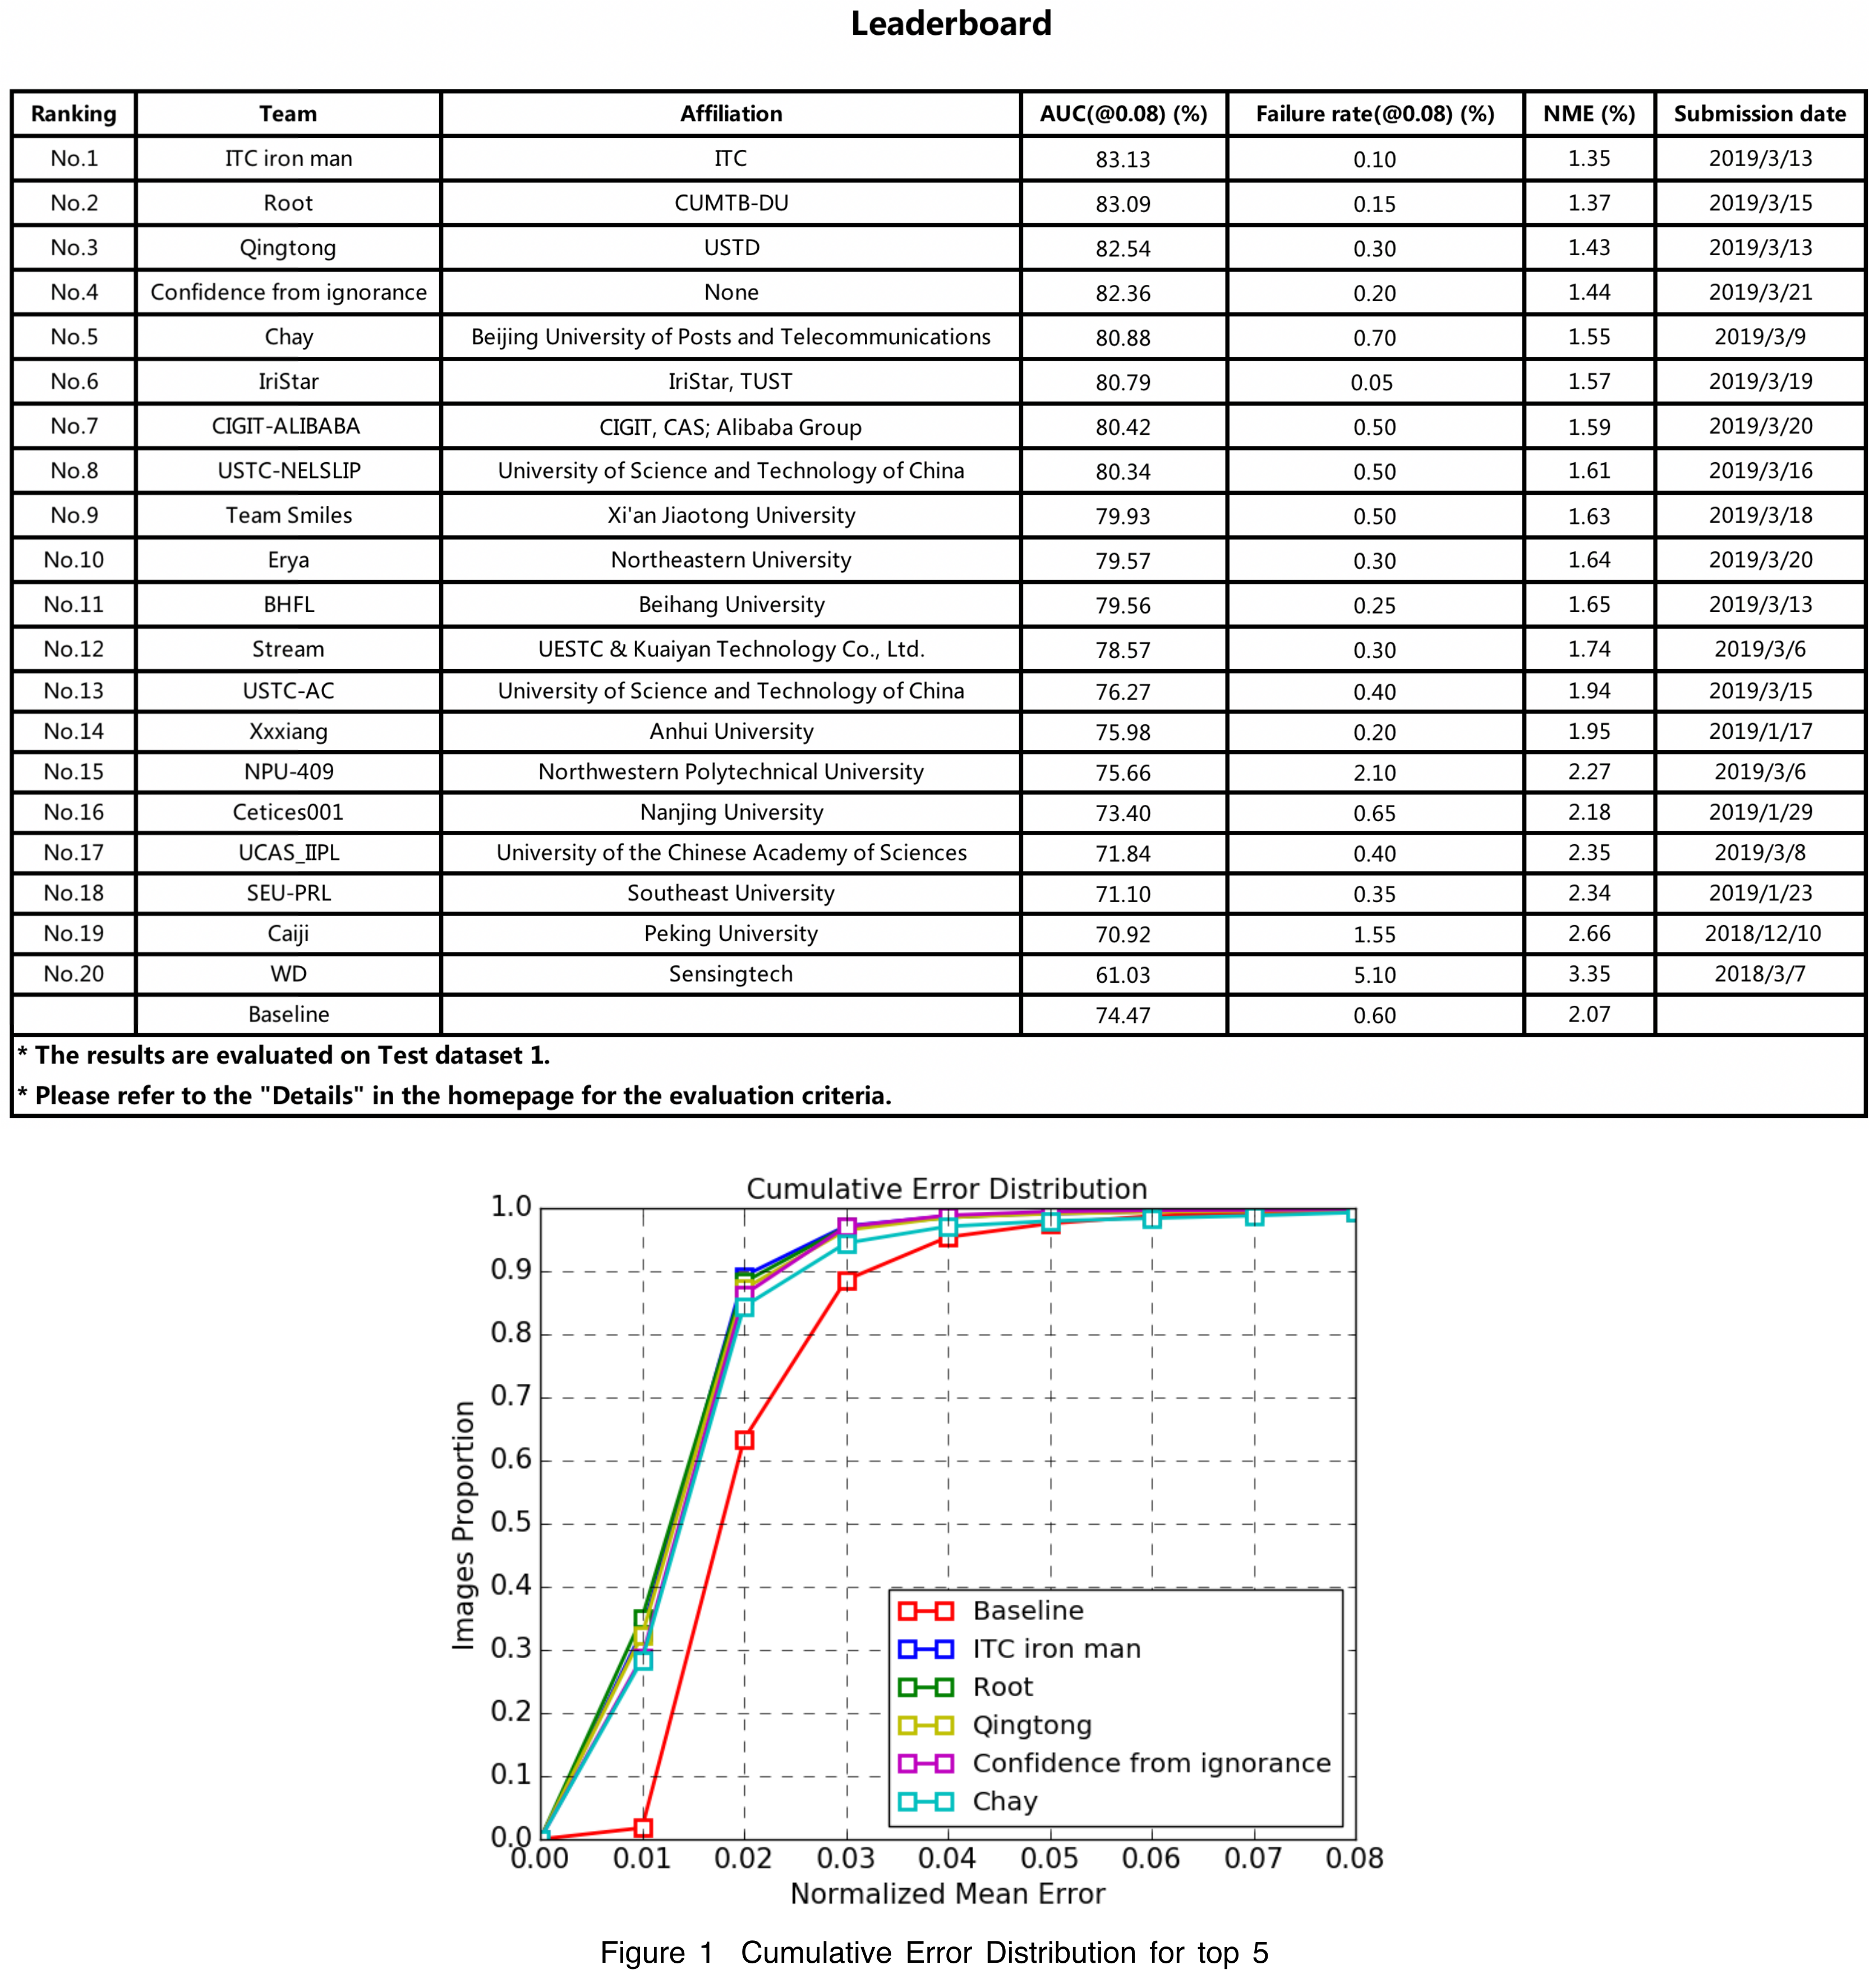 Leaderboard
Ranking Team Affiliation AUC(@0.08) (%) Failure rate(@0.08) (%) NME (%) Submission date
No.1 ITC iron man ITC 83.13 0.10 1.35 2019/3/13
No.2 Root CUMTB-DU 83.09 0.15 1.37 2019/3/15
No.3 Qingtong USTD 82.54 0.30 1.43 2019/3/13
No.4 Confidence from ignorance None 82.36 0.20 1.44 2019/3/21
No.5 Chay Beijing University of Posts and Telecommunications 80.88 0.70 1.55 2019/3/9
No.6 IriStar IriStar, TUST 80.79 0.05 1.57 2019/3/19
No.7 CIGIT-ALIBABA CIGIT, CAS; Alibaba Group 80.42 0.50 1.59 2019/3/20
No.8 USTC-NELSLIP University of Science and Technology of China 80.34 0.50 1.61 2019/3/16
No.9 Team Smiles Xi'an Jiaotong University 79.93 0.50 1.63 2019/3/18
No.10 Erya Northeastern University 79.57 0.30 1.64 2019/3/20
No.11 BHFL Beihang University 79.56 0.25 1.65 2019/3/13
No.12 Stream UESTC & Kuaiyan Technology Co., Ltd. 78.57 0.30 1.74 2019/3/6
No.13 USTC-AC University of Science and Technology of China 76.27 0.40 1.94 2019/3/15
No.14 Xxxiang Anhui University 75.98 0.20 1.95 2019/1/17
No.15 NPU-409 Northwestern Polytechnical University 75.66 2.10 2.27 2019/3/6
No.16 Cetices001 Nanjing University 73.40 0.65 2.18 2019/1/29
No.17 UCAS_IIPL University of the Chinese Academy of Sciences 71.84 0.40 2.35 2019/3/8
No.18 SEU-PRL Southeast University 71.10 0.35 2.34 2019/1/23
No.19 Caiji Peking University 70.92 1.55 2.66 2018/12/10
No.20 WD Sensingtech 61.03 5.10 3.35 2018/3/7
Baseline 74.47 0.60 2.07
* The results are evaluated on Test dataset 1.
* Please refer to the "Details" in the homepage for the evaluation criteria.
Cumulative Error Distribution
1.0
0.9
0.8
0.7
0.6
0.5
0.4
0.3
0.2
0.1
0.0
Images Proportion
Baseline
ITC iron man
Root
Qingtong
Confidence from ignorance
Chay
0.00 0.01 0.02 0.03 0.04 0.05 0.06 0.07 0.08
Normalized Mean Error
Figure 1 Cumulative Error Distribution for top 5